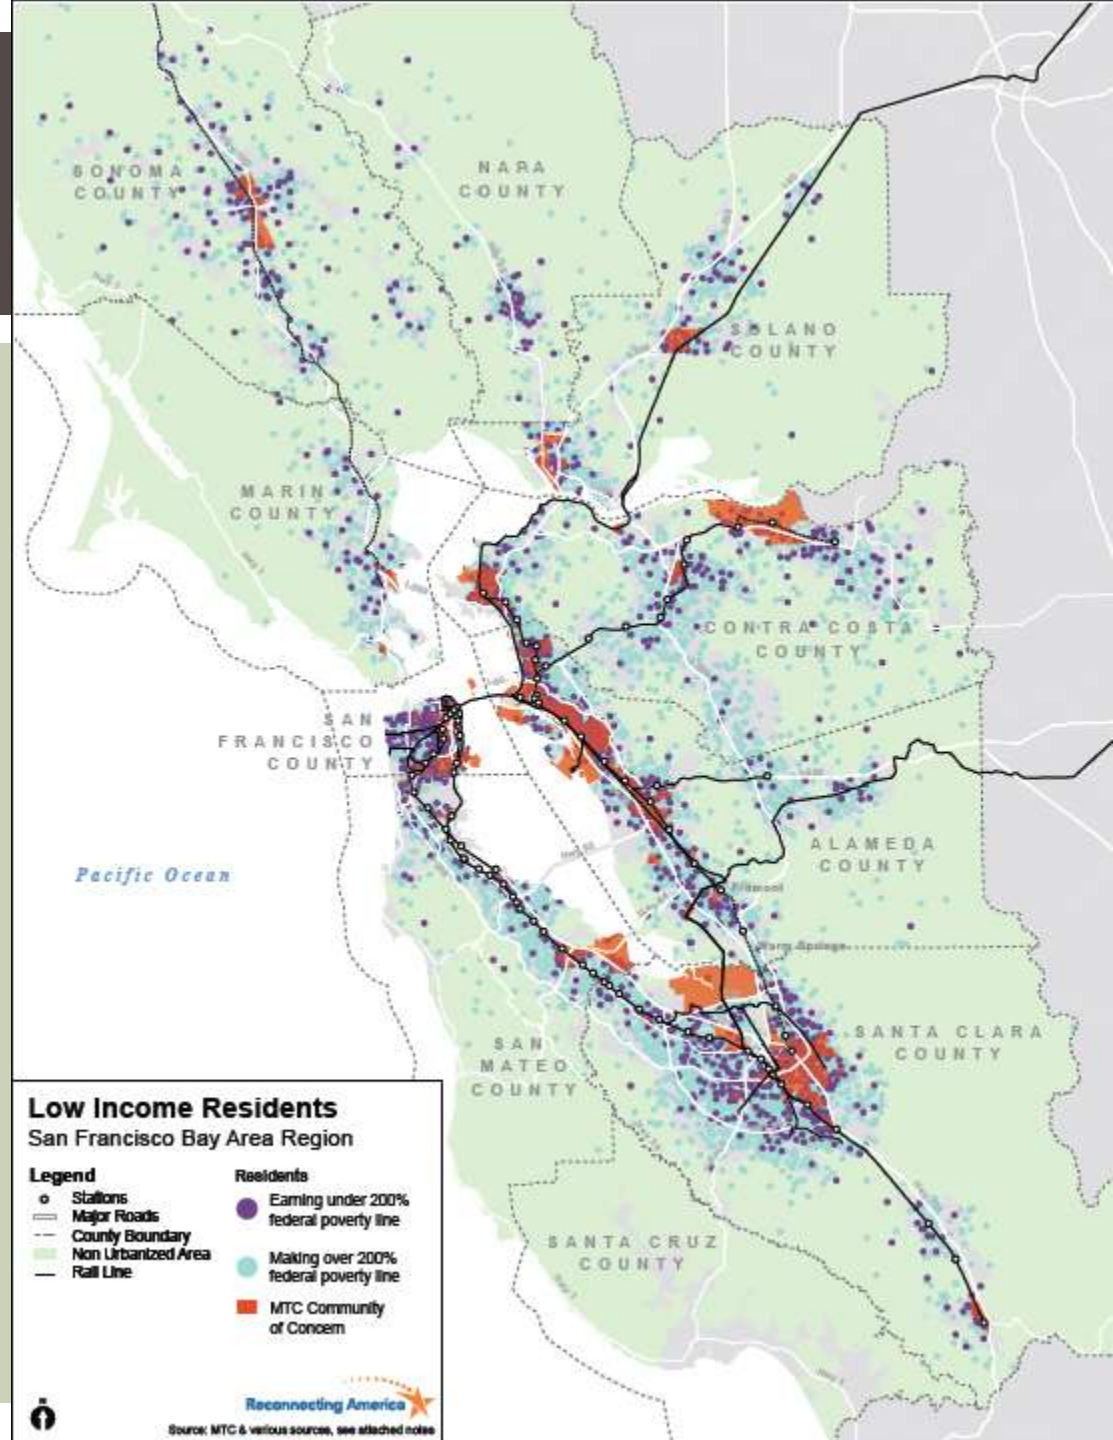 SONOMA
COUNTY
NARA
COUNTY
SOLANO
COUNTY
MARIN
COUNTY
CONTRA COSTA
COUNTY
SAN
FRANCISCO
COUNTY
ALAMEDA
COUNTY
Pacific Ocean
Fremont
Warm Springs
SANTA CLARA
COUNTY
SAN
MATEO
COUNTY
SANTA CRUZ
COUNTY
Low Income Residents
San Francisco Bay Area Region
Legend
Stations
Major Roads
County Boundary
Non Urbanized Area
Rail Line
Residents
Earning under 200%
federal poverty line
Making over 200%
federal poverty line
MTC Community
of Concern
Reconnecting America
Source: MTC & various sources, see attached notes